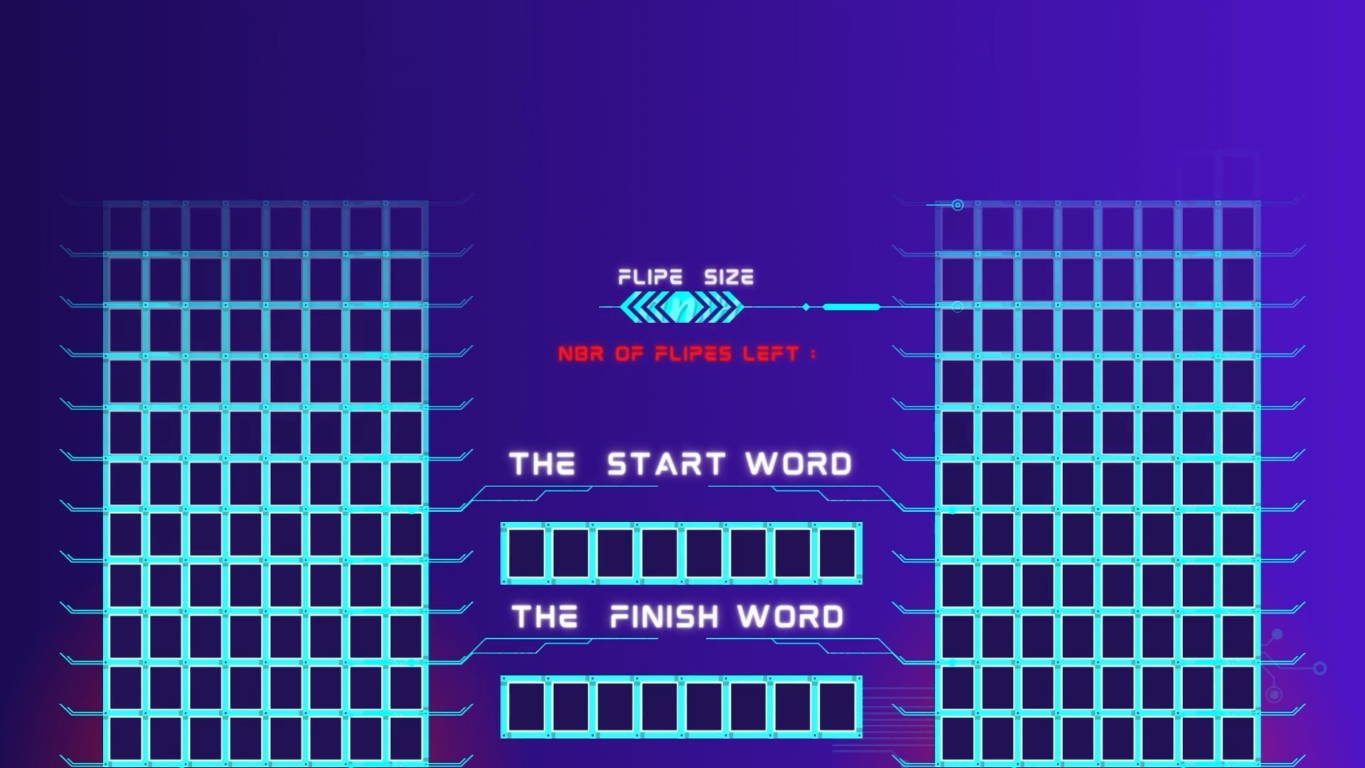 FLIPE SIZE
NBR OF FLIPES LEFT :
THE START WORD
THE FINISH WORD